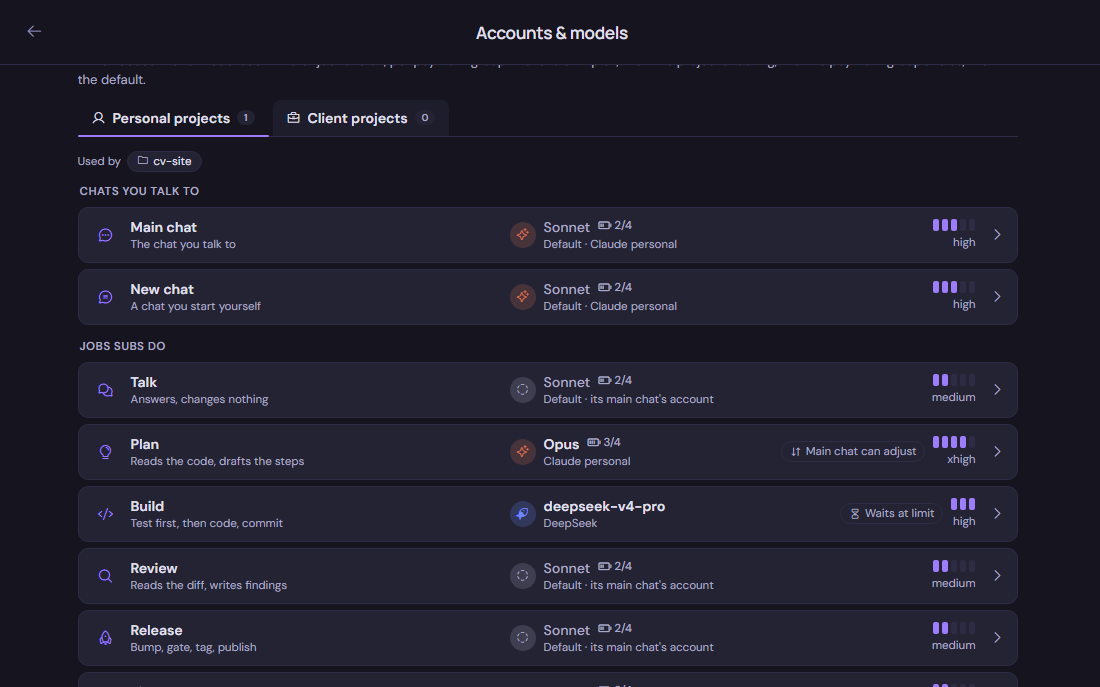 Accounts & models
the default.
Personal projects 1
Client projects 0
Used by cv-site
CHATS YOU TALK TO
Main chat
The chat you talk to
Sonnet 2/4
Default · Claude personal
high
New chat
A chat you start yourself
Sonnet 2/4
Default · Claude personal
high
JOBS SUBS DO
Talk
Answers, changes nothing
Sonnet 2/4
Default · its main chat's account
medium
Plan
Reads the code, drafts the steps
Opus 3/4
Claude personal
Main chat can adjust
xhigh
Build
Test first, then code, commit
deepseek-v4-pro
DeepSeek
Waits at limit
high
Review
Reads the diff, writes findings
Sonnet 2/4
Default · its main chat's account
medium
Release
Bump, gate, tag, publish
Sonnet 2/4
Default · its main chat's account
medium